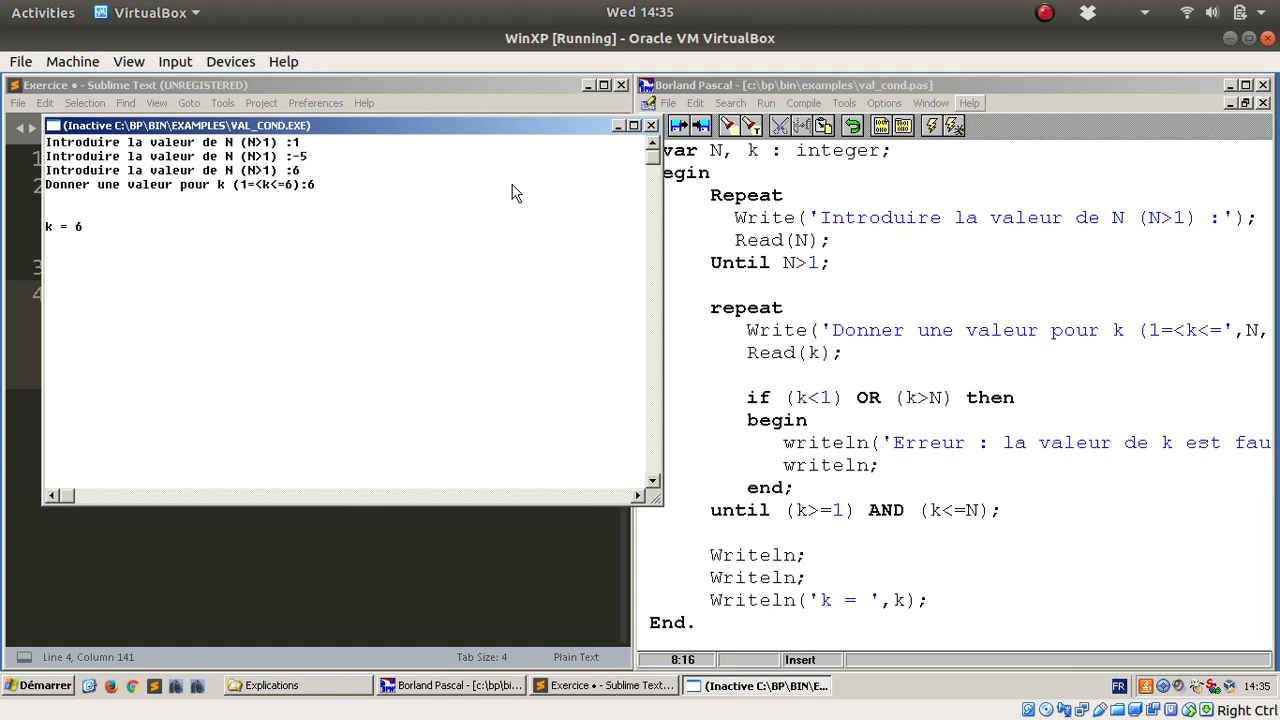 Activities VirtualBox Wed 14:35
WinXP [Running] - Oracle VM VirtualBox
File Machine View Input Devices Help
Exercice • - Sublime Text (UNREGISTERED)
File Edit Selection Find View Goto Tools Project Preferences Help
(Inactive C:\BP\BIN\EXAMPLES\VAL_COND.EXE)
Introduire la valeur de N (N>1) :1
Introduire la valeur de N (N>1) :-5
Introduire la valeur de N (N>1) :6
Donner une valeur pour k (1=<k<=6):6
k = 6
1
2
3
4
Line 4, Column 141 Tab Size: 4 Plain Text
Borland Pascal - [c:\bp\bin\examples\val_cond.pas]
File Edit Search Run Compile Tools Options Window Help
var N, k : integer;
egin
Repeat
Write('Introduire la valeur de N (N>1) :');
Read(N);
Until N>1;
repeat
Write('Donner une valeur pour k (1=<k<=',N,
Read(k);
if (k<1) OR (k>N) then
begin
writeln('Erreur : la valeur de k est fau
writeln;
end;
until (k>=1) AND (k<=N);
Writeln;
Writeln;
Writeln('k = ',k);
End.
8:16 Insert
Démarrer Explications Borland Pascal - [c:\bp\bi... Exercice • - Sublime Text... (Inactive C:\BP\BIN\E... FR 14:35
Right Ctrl